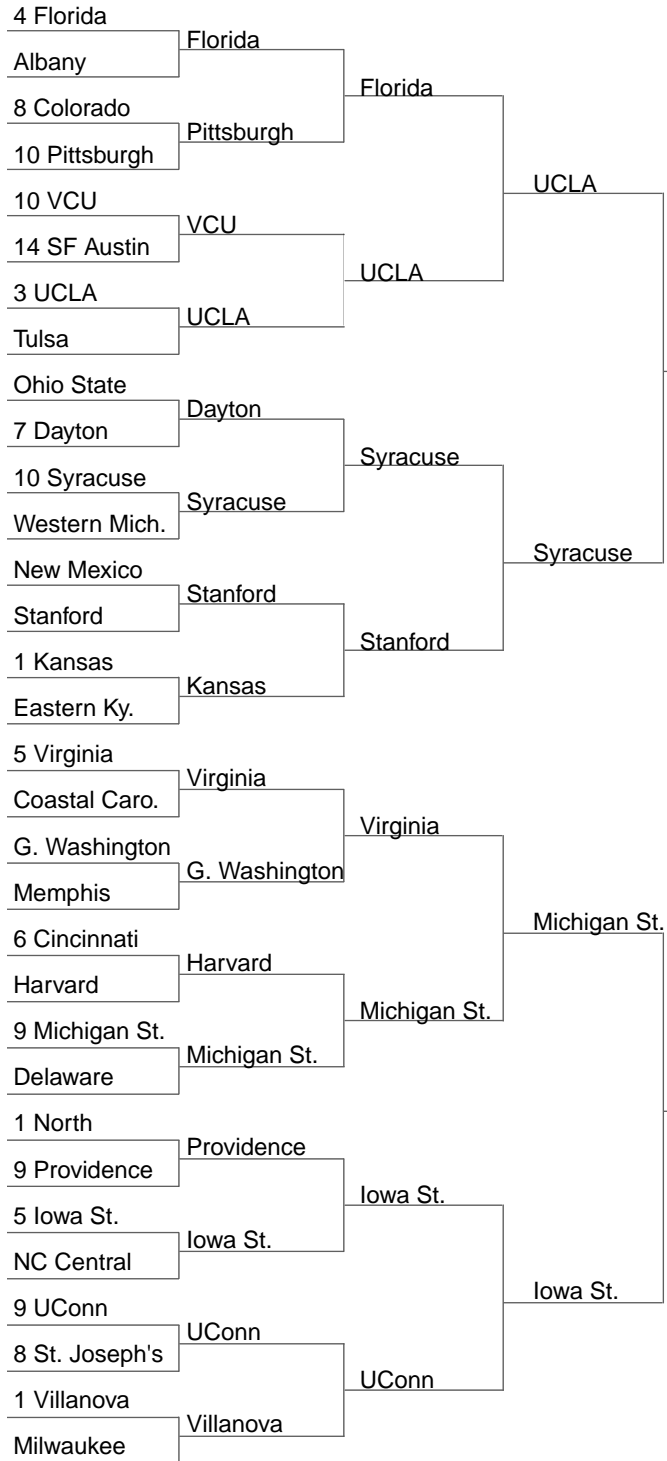 4 Florida
Albany
8 Colorado
10 Pittsburgh
10 VCU
14 SF Austin
3 UCLA
Tulsa
Ohio State
7 Dayton
10 Syracuse
Western Mich.
New Mexico
Stanford
1 Kansas
Eastern Ky.
5 Virginia
Coastal Caro.
G. Washington
Memphis
6 Cincinnati
Harvard
9 Michigan St.
Delaware
1 North
9 Providence
5 Iowa St.
NC Central
9 UConn
8 St. Joseph's
1 Villanova
Milwaukee
Florida
Pittsburgh
VCU
UCLA
Dayton
Syracuse
Stanford
Kansas
Virginia
G. Washington
Harvard
Michigan St.
Providence
Iowa St.
UConn
Villanova
Florida
UCLA
Syracuse
Stanford
Virginia
Michigan St.
Iowa St.
UConn
UCLA
Syracuse
Michigan St.
Iowa St.